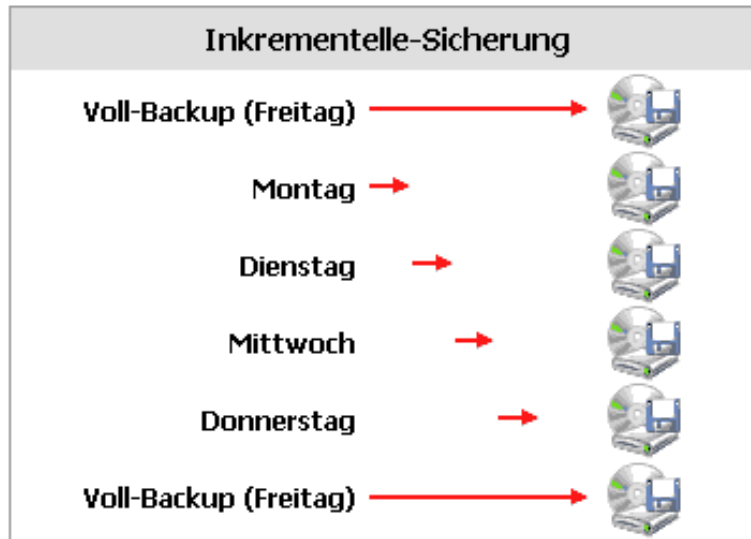 Inkrementelle-Sicherung
Voll-Backup (Freitag)
Montag
Dienstag
Mittwoch
Donnerstag
Voll-Backup (Freitag)